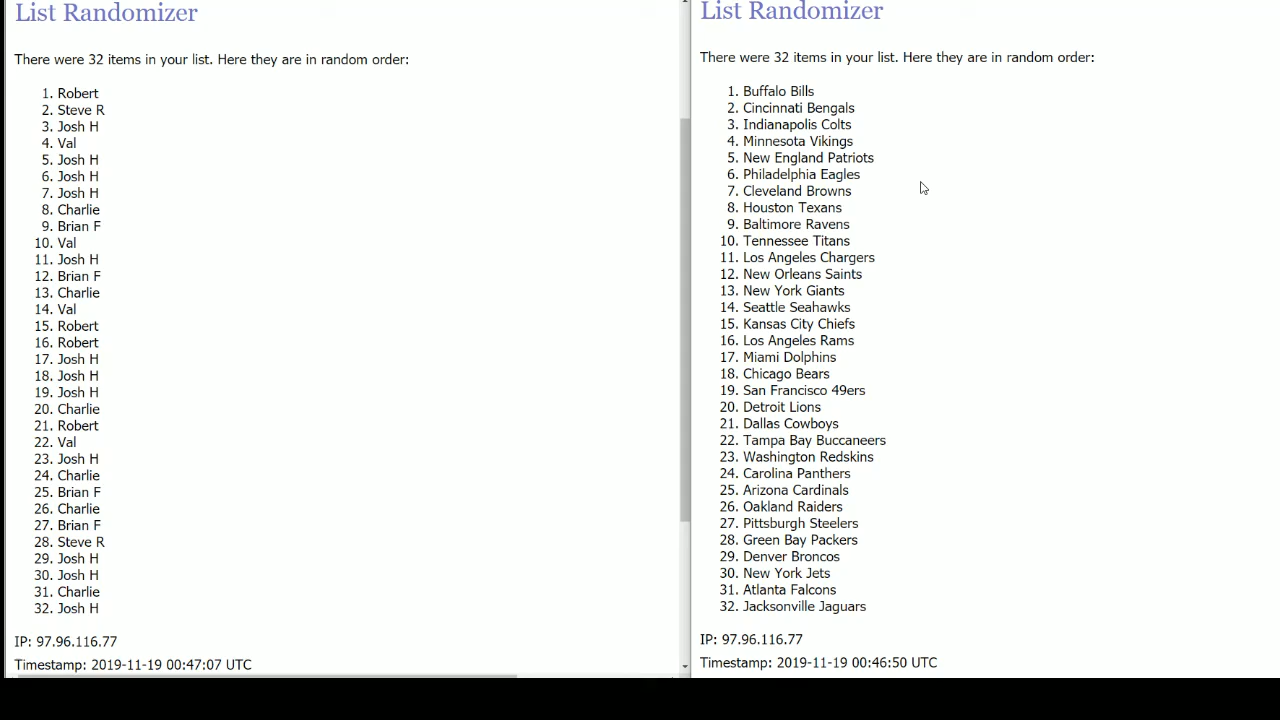 List Randomizer
There were 32 items in your list. Here they are in random order:
1. Robert
2. Steve R
3. Josh H
4. Val
5. Josh H
6. Josh H
7. Josh H
8. Charlie
9. Brian F
10. Val
11. Josh H
12. Brian F
13. Charlie
14. Val
15. Robert
16. Robert
17. Josh H
18. Josh H
19. Josh H
20. Charlie
21. Robert
22. Val
23. Josh H
24. Charlie
25. Brian F
26. Charlie
27. Brian F
28. Steve R
29. Josh H
30. Josh H
31. Charlie
32. Josh H
IP: 97.96.116.77
Timestamp: 2019-11-19 00:47:07 UTC
List Randomizer
There were 32 items in your list. Here they are in random order:
1. Buffalo Bills
2. Cincinnati Bengals
3. Indianapolis Colts
4. Minnesota Vikings
5. New England Patriots
6. Philadelphia Eagles
7. Cleveland Browns
8. Houston Texans
9. Baltimore Ravens
10. Tennessee Titans
11. Los Angeles Chargers
12. New Orleans Saints
13. New York Giants
14. Seattle Seahawks
15. Kansas City Chiefs
16. Los Angeles Rams
17. Miami Dolphins
18. Chicago Bears
19. San Francisco 49ers
20. Detroit Lions
21. Dallas Cowboys
22. Tampa Bay Buccaneers
23. Washington Redskins
24. Carolina Panthers
25. Arizona Cardinals
26. Oakland Raiders
27. Pittsburgh Steelers
28. Green Bay Packers
29. Denver Broncos
30. New York Jets
31. Atlanta Falcons
32. Jacksonville Jaguars
IP: 97.96.116.77
Timestamp: 2019-11-19 00:46:50 UTC